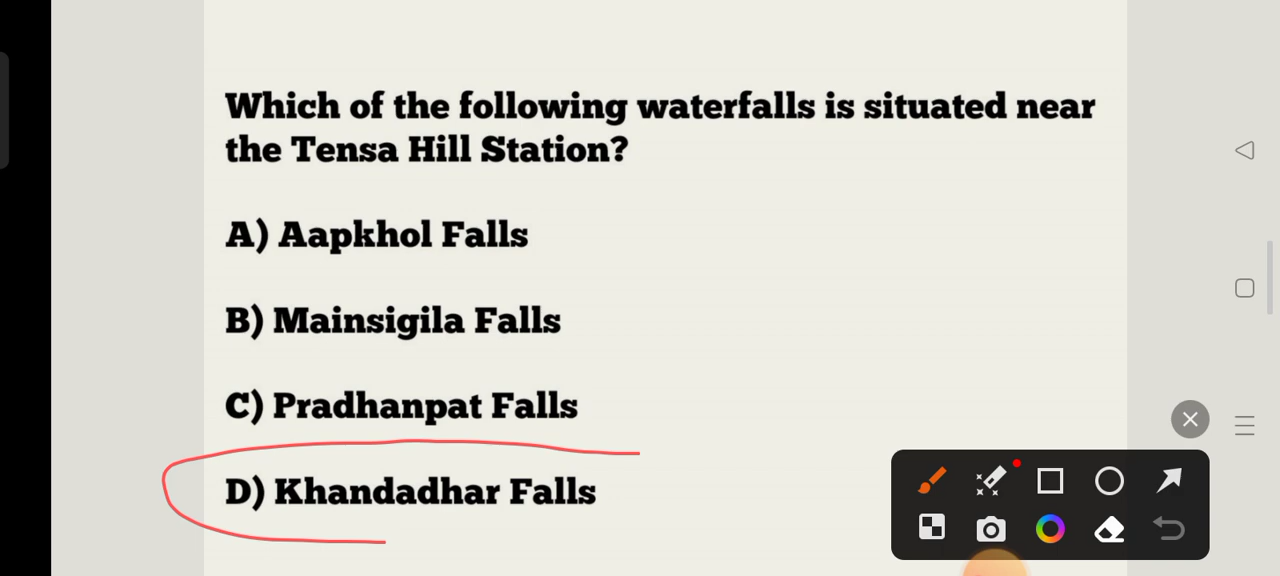 Which of the following waterfalls is situated near
the Tensa Hill Station?
A) Aapkhol Falls
B) Mainsigila Falls
C) Pradhanpat Falls
D) Khandadhar Falls